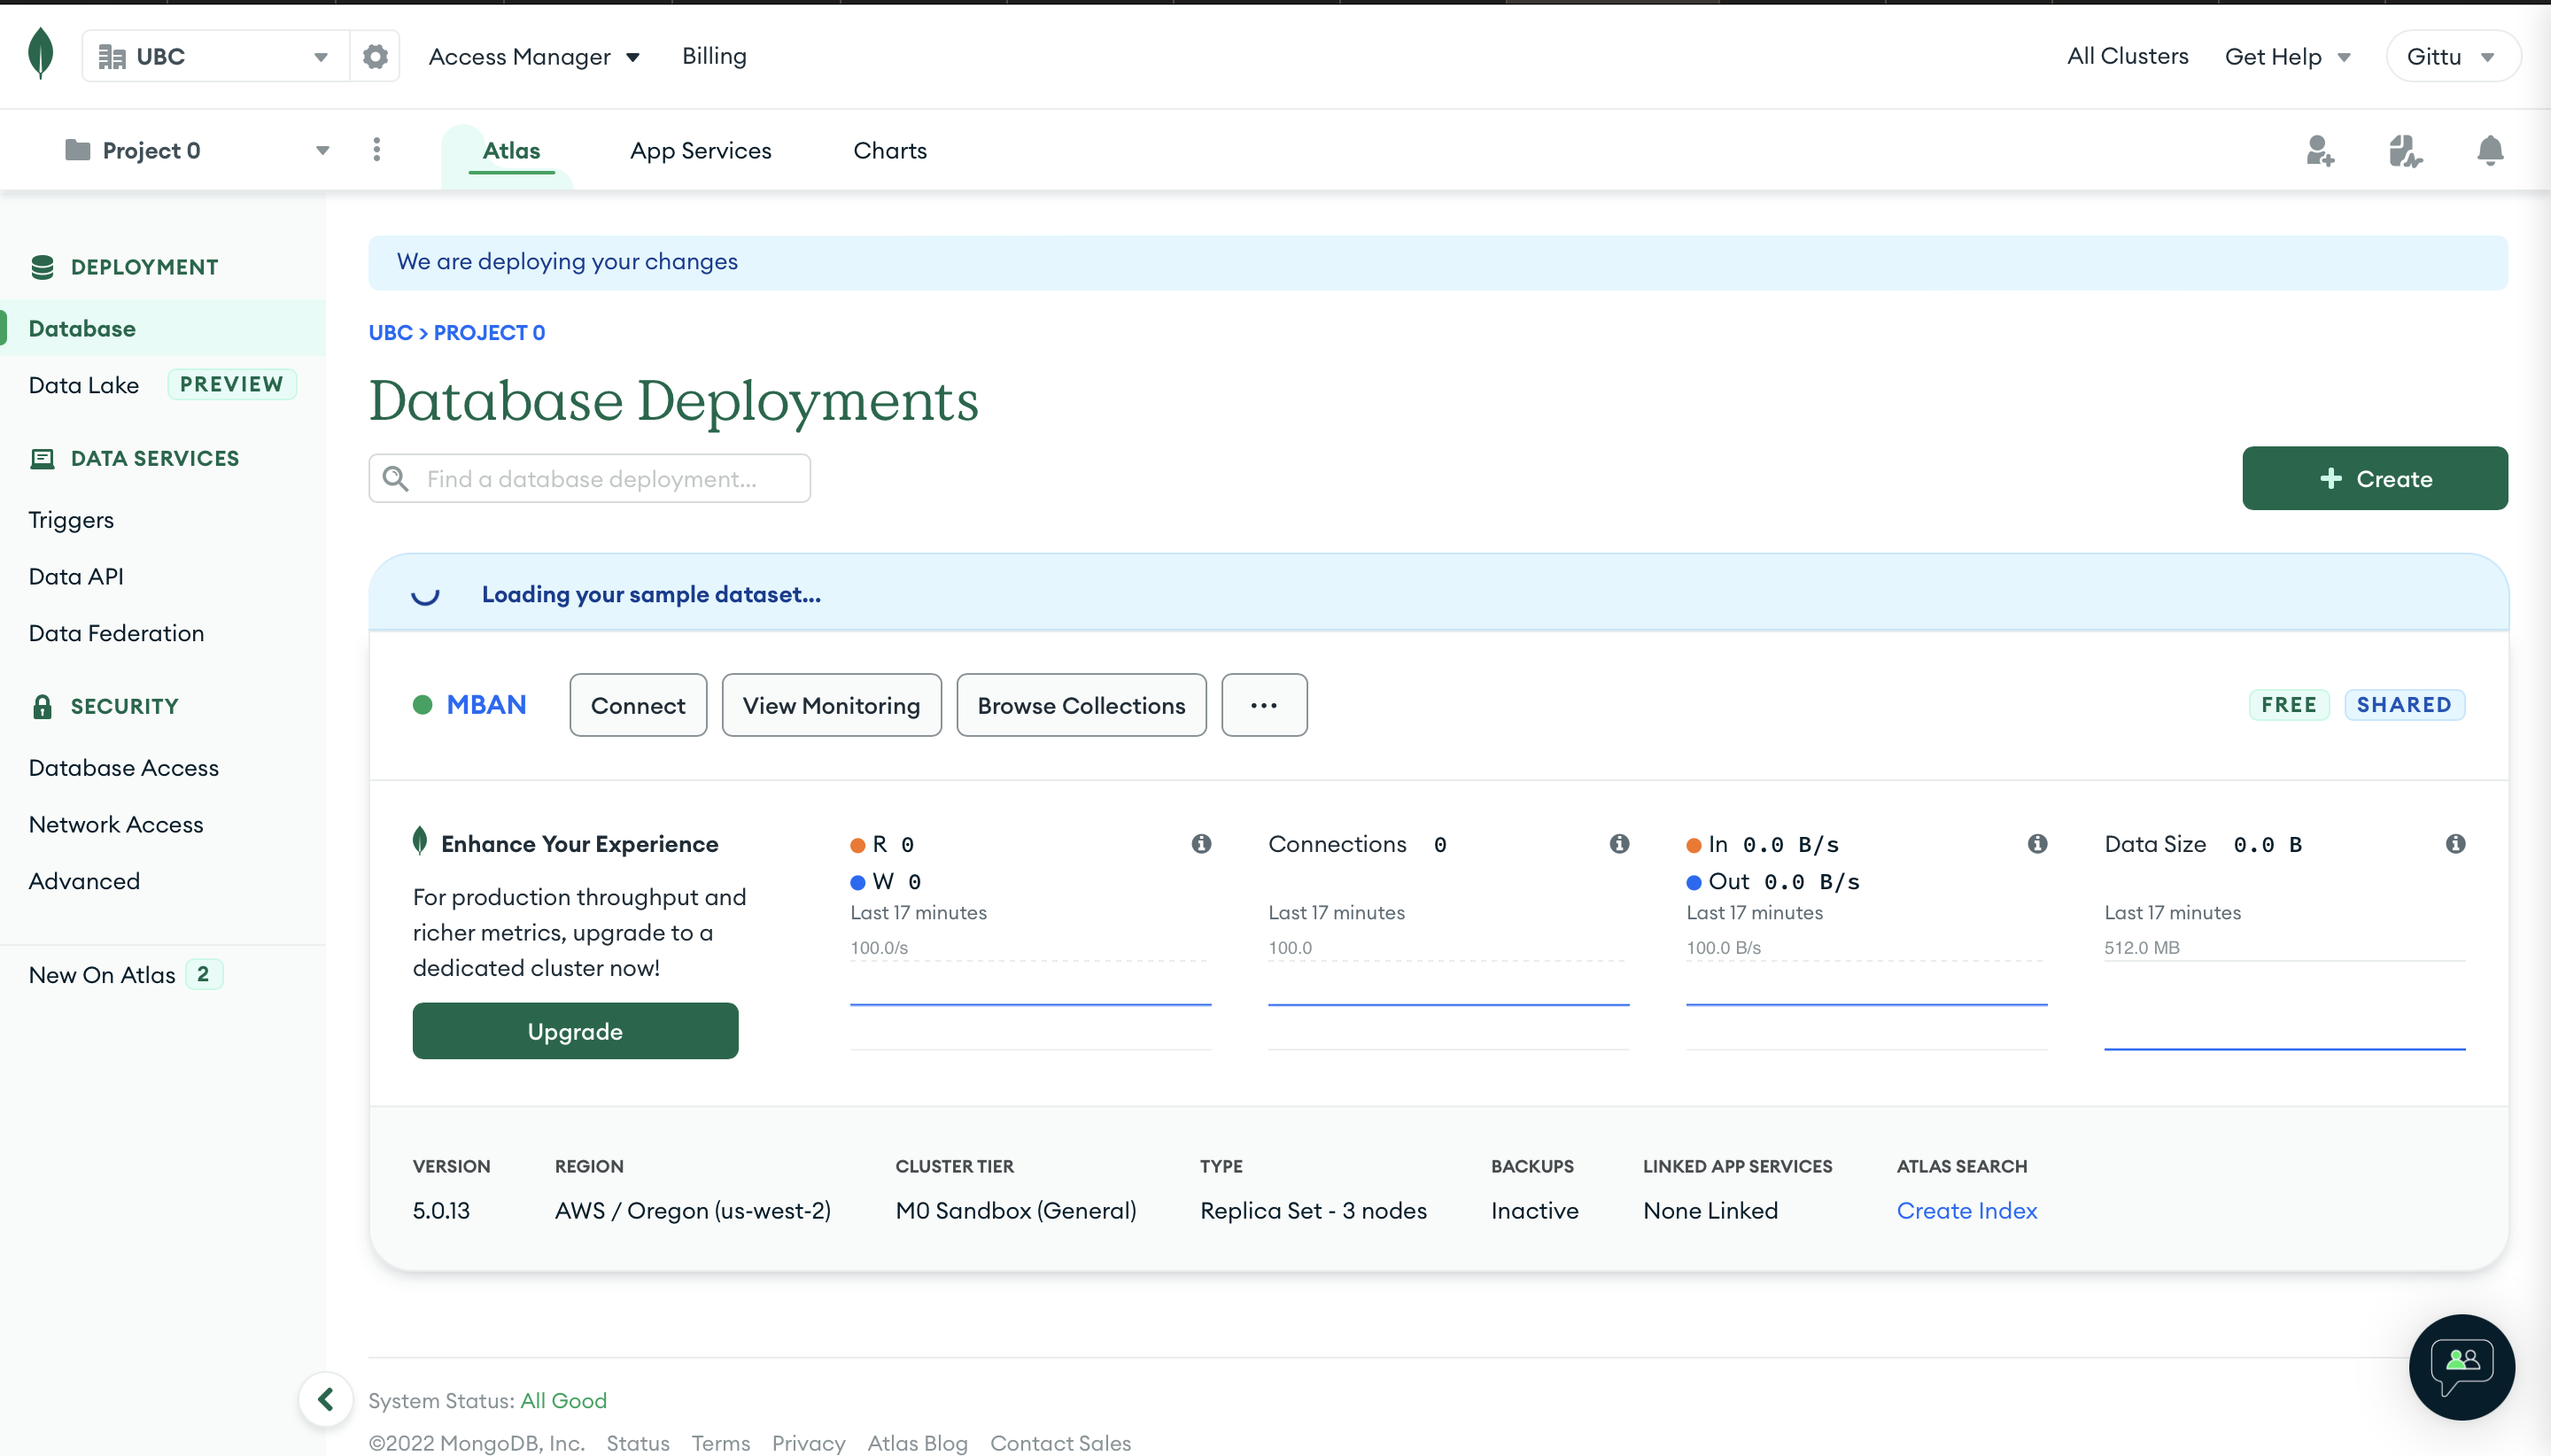 UBC
Access Manager
Billing
All Clusters
Get Help
Gittu
Project 0
Atlas
App Services
Charts
DEPLOYMENT
Database
Data Lake PREVIEW
DATA SERVICES
Triggers
Data API
Data Federation
SECURITY
Database Access
Network Access
Advanced
New On Atlas 2
We are deploying your changes
UBC > PROJECT 0
Database Deployments
Find a database deployment...
+ Create
Loading your sample dataset...
MBAN
Connect
View Monitoring
Browse Collections
...
FREE
SHARED
Enhance Your Experience
For production throughput and
richer metrics, upgrade to a
dedicated cluster now!
Upgrade
R 0
W 0
Last 17 minutes
100.0/s
Connections 0
Last 17 minutes
100.0
In 0.0 B/s
Out 0.0 B/s
Last 17 minutes
100.0 B/s
Data Size 0.0 B
Last 17 minutes
512.0 MB
VERSION
5.0.13
REGION
AWS / Oregon (us-west-2)
CLUSTER TIER
M0 Sandbox (General)
TYPE
Replica Set - 3 nodes
BACKUPS
Inactive
LINKED APP SERVICES
None Linked
ATLAS SEARCH
Create Index
System Status: All Good
©2022 MongoDB, Inc. Status Terms Privacy Atlas Blog Contact Sales